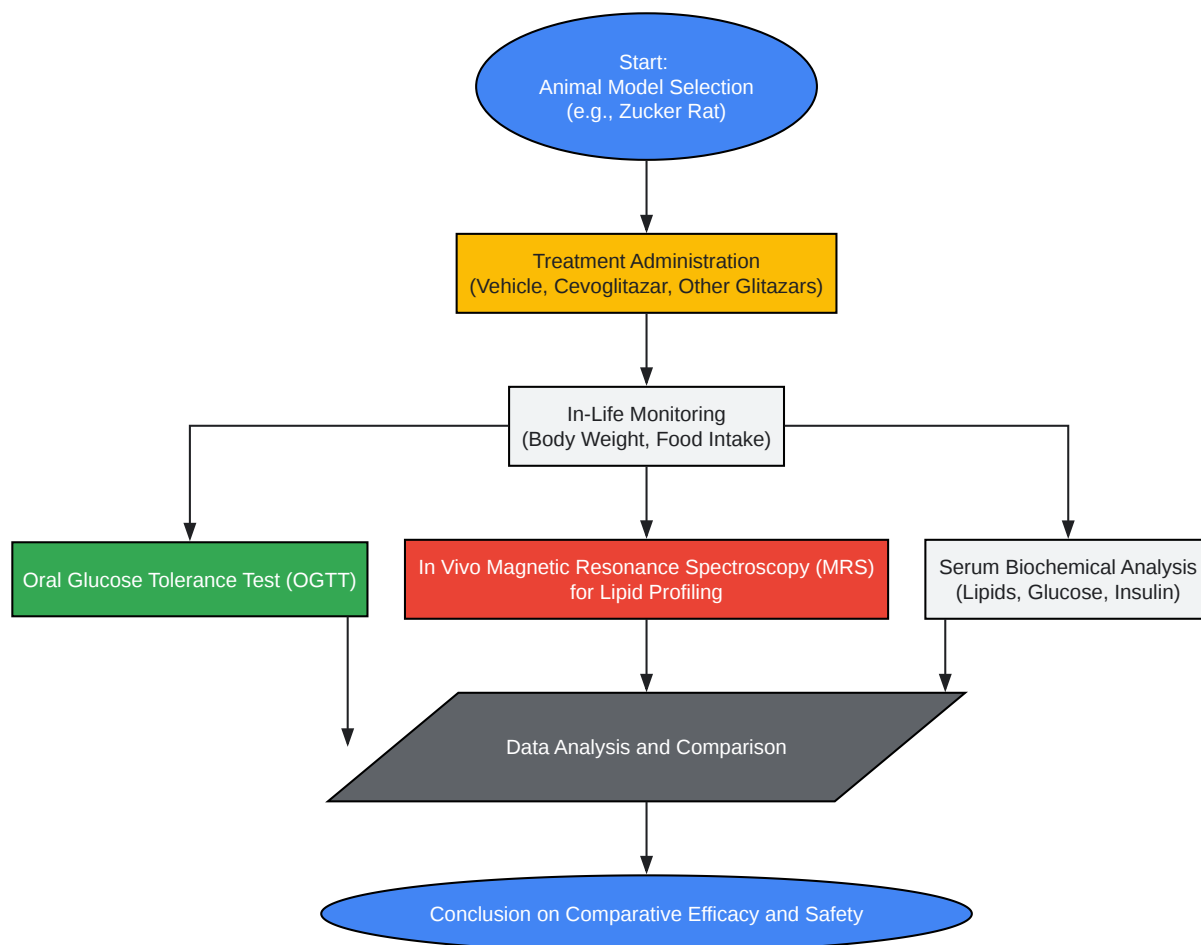 Start:
Animal Model Selection
(e.g., Zucker Rat)
Treatment Administration
(Vehicle, Cevoglitazar, Other Glitazars)
In-Life Monitoring
(Body Weight, Food Intake)
Oral Glucose Tolerance Test (OGTT)
In Vivo Magnetic Resonance Spectroscopy (MRS)
for Lipid Profiling
Serum Biochemical Analysis
(Lipids, Glucose, Insulin)
Data Analysis and Comparison
Conclusion on Comparative Efficacy and Safety